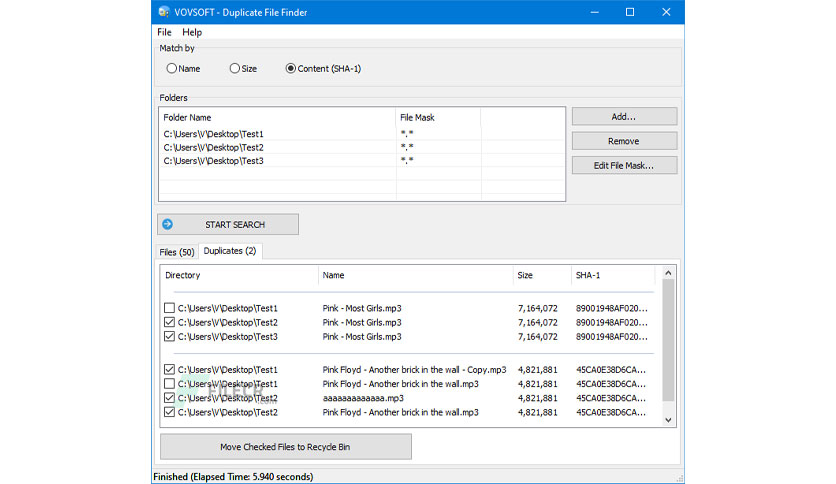 VOVSOFT - Duplicate File Finder
File Help
Match by
Name Size Content (SHA-1)
Folders
Folder Name File Mask
C:\Users\V\Desktop\Test1 *.*
C:\Users\V\Desktop\Test2 *.*
C:\Users\V\Desktop\Test3 *.*
Add...
Remove
Edit File Mask...
START SEARCH
Files (50) Duplicates (2)
Directory Name Size SHA-1
C:\Users\V\Desktop\Test1 Pink - Most Girls.mp3 7,164,072 89001948AF020...
C:\Users\V\Desktop\Test2 Pink - Most Girls.mp3 7,164,072 89001948AF020...
C:\Users\V\Desktop\Test3 Pink - Most Girls.mp3 7,164,072 89001948AF020...
C:\Users\V\Desktop\Test1 Pink Floyd - Another brick in the wall - Copy.mp3 4,821,881 45CA0E38D6CA...
C:\Users\V\Desktop\Test1 Pink Floyd - Another brick in the wall.mp3 4,821,881 45CA0E38D6CA...
C:\Users\V\Desktop\Test2 aaaaaaaaaaaaa.mp3 4,821,881 45CA0E38D6CA...
C:\Users\V\Desktop\Test2 Pink Floyd - Another brick in the wall.mp3 4,821,881 45CA0E38D6CA...
FILECR
.com
Move Checked Files to Recycle Bin
Finished (Elapsed Time: 5.940 seconds)